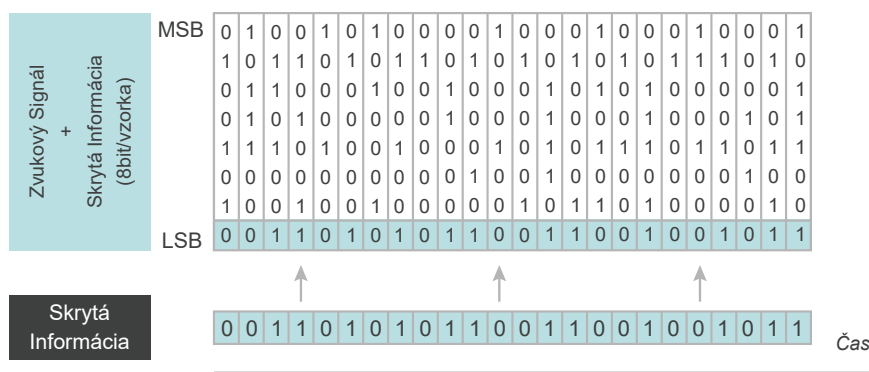 Zvukový Signál
+
Skrytá Informácia
(8bit/vzorka)
MSB 0 1 0 0 1 0 1 0 0 0 0 1 0 0 0 1 0 0 0 1 0 0 0 1
1 0 1 1 0 1 0 1 1 0 1 0 1 0 1 0 1 0 1 1 1 0 1 0
0 1 1 0 0 0 1 0 0 1 0 0 0 1 1 0 1 1 0 0 0 0 0 1
0 0 0 1 0 0 0 0 0 1 0 0 0 0 0 1 0 1 0 0 0 1 0 0
1 1 1 0 1 0 0 1 0 0 0 1 0 1 0 1 1 1 0 1 1 0 1 1
0 0 0 0 0 0 0 0 0 0 1 0 0 1 0 0 0 0 0 0 0 1 0 0
1 0 0 1 0 0 1 0 0 0 0 0 1 0 1 1 0 1 0 0 0 0 1 0
LSB 0 0 1 1 0 1 0 1 0 1 1 0 0 1 1 0 0 1 0 0 1 0 1 1
Skrytá
Informácia
0 0 1 1 0 1 0 1 0 1 1 0 0 1 1 0 0 1 0 0 1 0 1 1
Čas